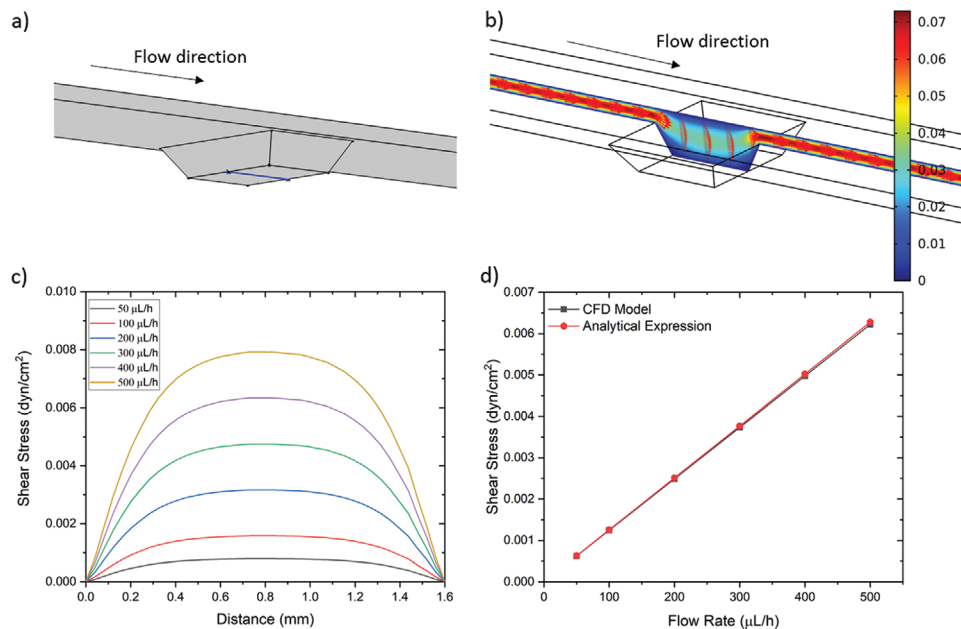 a)
Flow direction
b)
Flow direction
0.07
0.06
0.05
0.04
0.03
0.02
0.01
0
c)
0.010
0.008
0.006
0.004
0.002
0.000
Shear Stress (dyn/cm²)
50 μL/h
100 μL/h
200 μL/h
300 μL/h
400 μL/h
500 μL/h
0.0 0.2 0.4 0.6 0.8 1.0 1.2 1.4 1.6
Distance (mm)
d)
0.007
0.006
0.005
0.004
0.003
0.002
0.001
0.000
Shear Stress (dyn/cm²)
CFD Model
Analytical Expression
0 100 200 300 400 500
Flow Rate (μL/h)